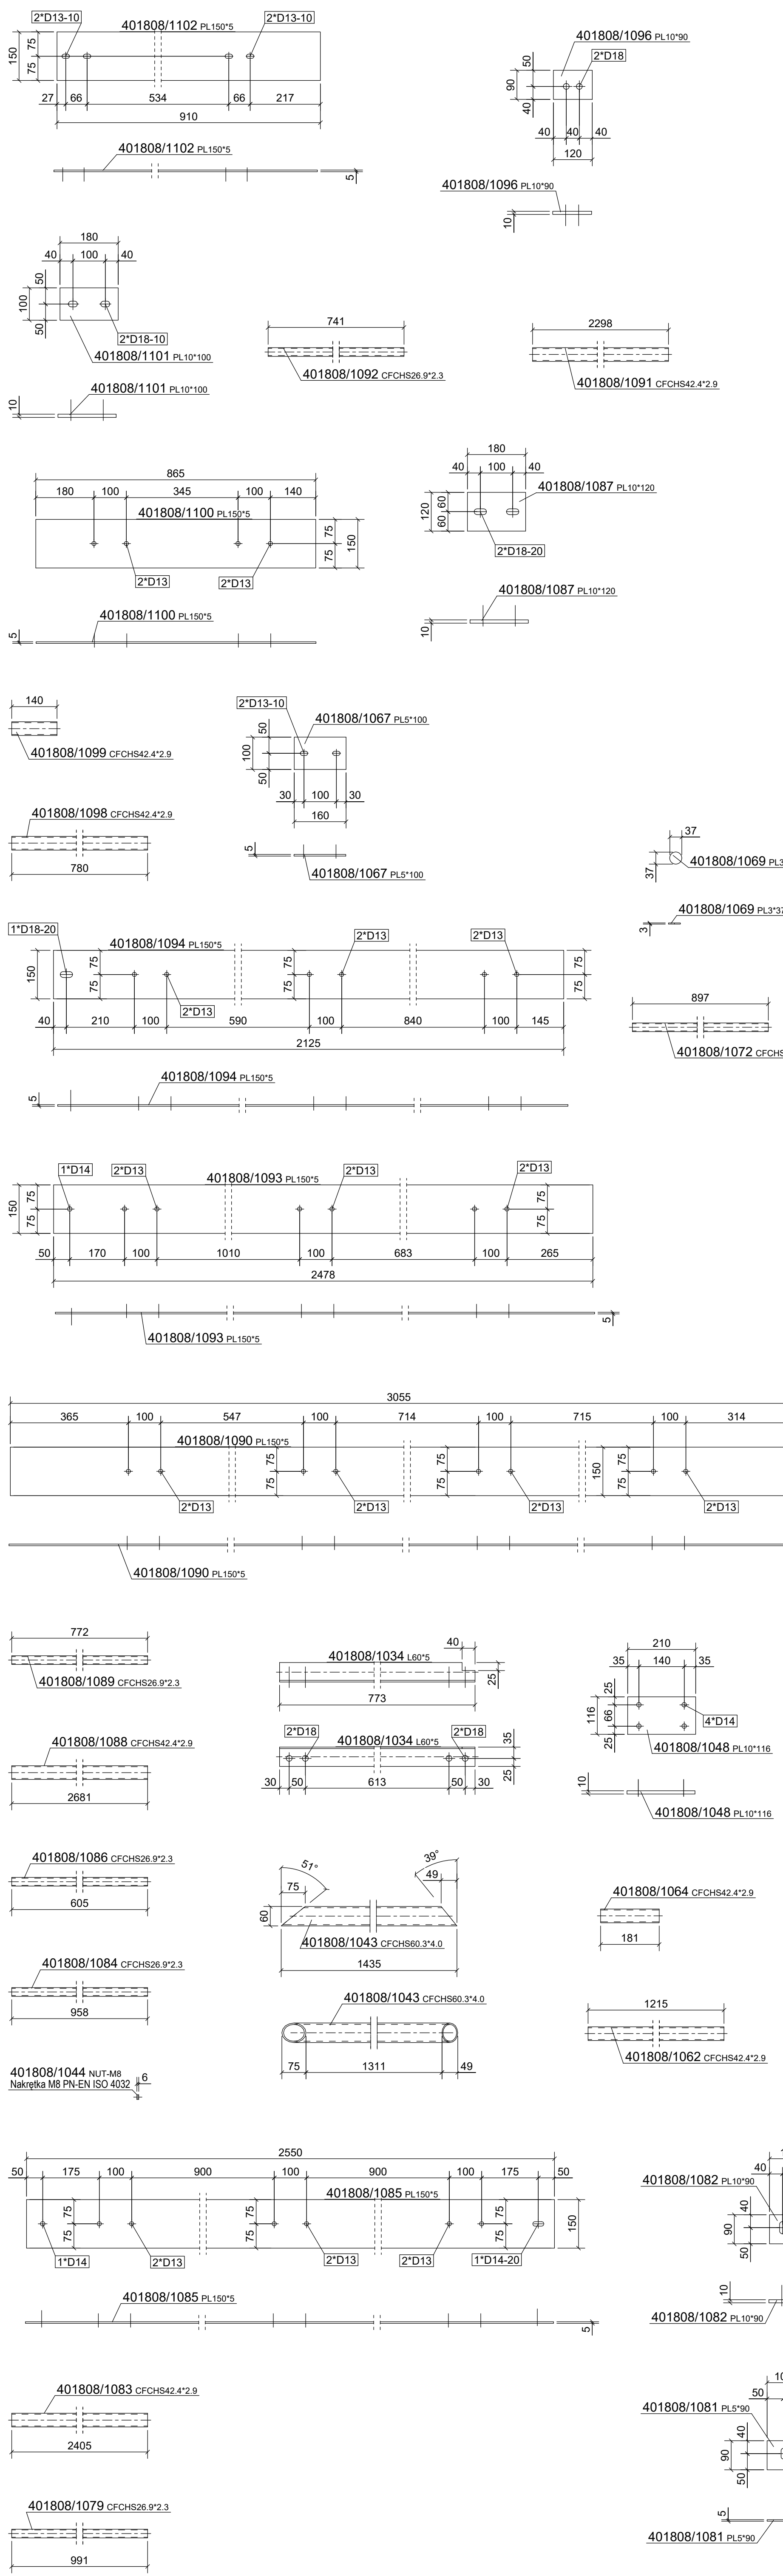 2*D13-10
2*D13-10
401808/1102 PL150*5
75
150
75
27
66
534
66
217
910
401808/1102 PL150*5
5
401808/1096 PL10*90
2*D18
50
90
40
40
40
40
120
401808/1096 PL10*90
10
180
40
100
40
50
100
50
2*D18-10
401808/1101 PL10*100
401808/1101 PL10*100
10
741
401808/1092 CFCHS26.9*2.3
2298
401808/1091 CFCHS42.4*2.9
865
180
100
345
100
140
401808/1100 PL150*5
75
150
75
2*D13
2*D13
401808/1100 PL150*5
5
180
40
100
40
401808/1087 PL10*120
60
120
60
2*D18-20
401808/1087 PL10*120
10
140
401808/1099 CFCHS42.4*2.9
401808/1098 CFCHS42.4*2.9
780
2*D13-10
401808/1067 PL5*100
50
100
50
30
100
30
160
5
401808/1067 PL5*100
37
37
401808/1069 PL3
401808/1069 PL3*37
3
1*D18-20
401808/1094 PL150*5
2*D13
2*D13
150
75
75
75
75
75
75
2*D13
40
210
100
590
100
840
100
145
2125
401808/1094 PL150*5
5
897
401808/1072 CFCHS
1*D14
2*D13
401808/1093 PL150*5
2*D13
2*D13
150
75
75
75
75
50
170
100
1010
100
683
100
265
2478
401808/1093 PL150*5
5
3055
365
100
547
100
714
100
715
100
314
401808/1090 PL150*5
75
75
75
75
150
75
75
2*D13
2*D13
2*D13
2*D13
401808/1090 PL150*5
772
401808/1089 CFCHS26.9*2.3
401808/1034 L60*5
40
25
773
2*D18
401808/1034 L60*5
2*D18
35
25
30
50
613
50
30
210
35
140
35
25
116
66
25
4*D14
401808/1048 PL10*116
10
401808/1048 PL10*116
401808/1088 CFCHS42.4*2.9
2681
401808/1086 CFCHS26.9*2.3
605
51°
39°
75
49
60
401808/1043 CFCHS60.3*4.0
1435
401808/1064 CFCHS42.4*2.9
181
401808/1084 CFCHS26.9*2.3
958
401808/1043 CFCHS60.3*4.0
75
1311
49
1215
401808/1062 CFCHS42.4*2.9
401808/1044 NUT-M8
Nakrętka M8 PN-EN ISO 4032
6
2550
50
175
100
900
100
900
100
175
50
401808/1085 PL150*5
75
75
75
75
75
75
150
1*D14
2*D13
2*D13
2*D13
1*D14-20
401808/1085 PL150*5
5
40
401808/1082 PL10*90
40
90
50
10
401808/1082 PL10*90
401808/1083 CFCHS42.4*2.9
2405
50
401808/1081 PL5*90
40
90
50
5
401808/1081 PL5*90
401808/1079 CFCHS26.9*2.3
991